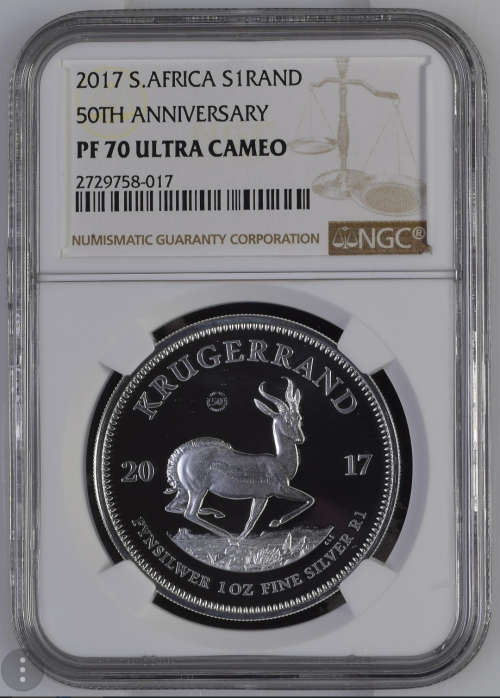 2017 S.AFRICA S1RAND
50TH ANNIVERSARY
PF 70 ULTRA CAMEO
2729758-017
NUMISMATIC GUARANTY CORPORATION
NGC®
KRUGERRAND
20 17
FYNSILWER 1 OZ FINE SILVER R1